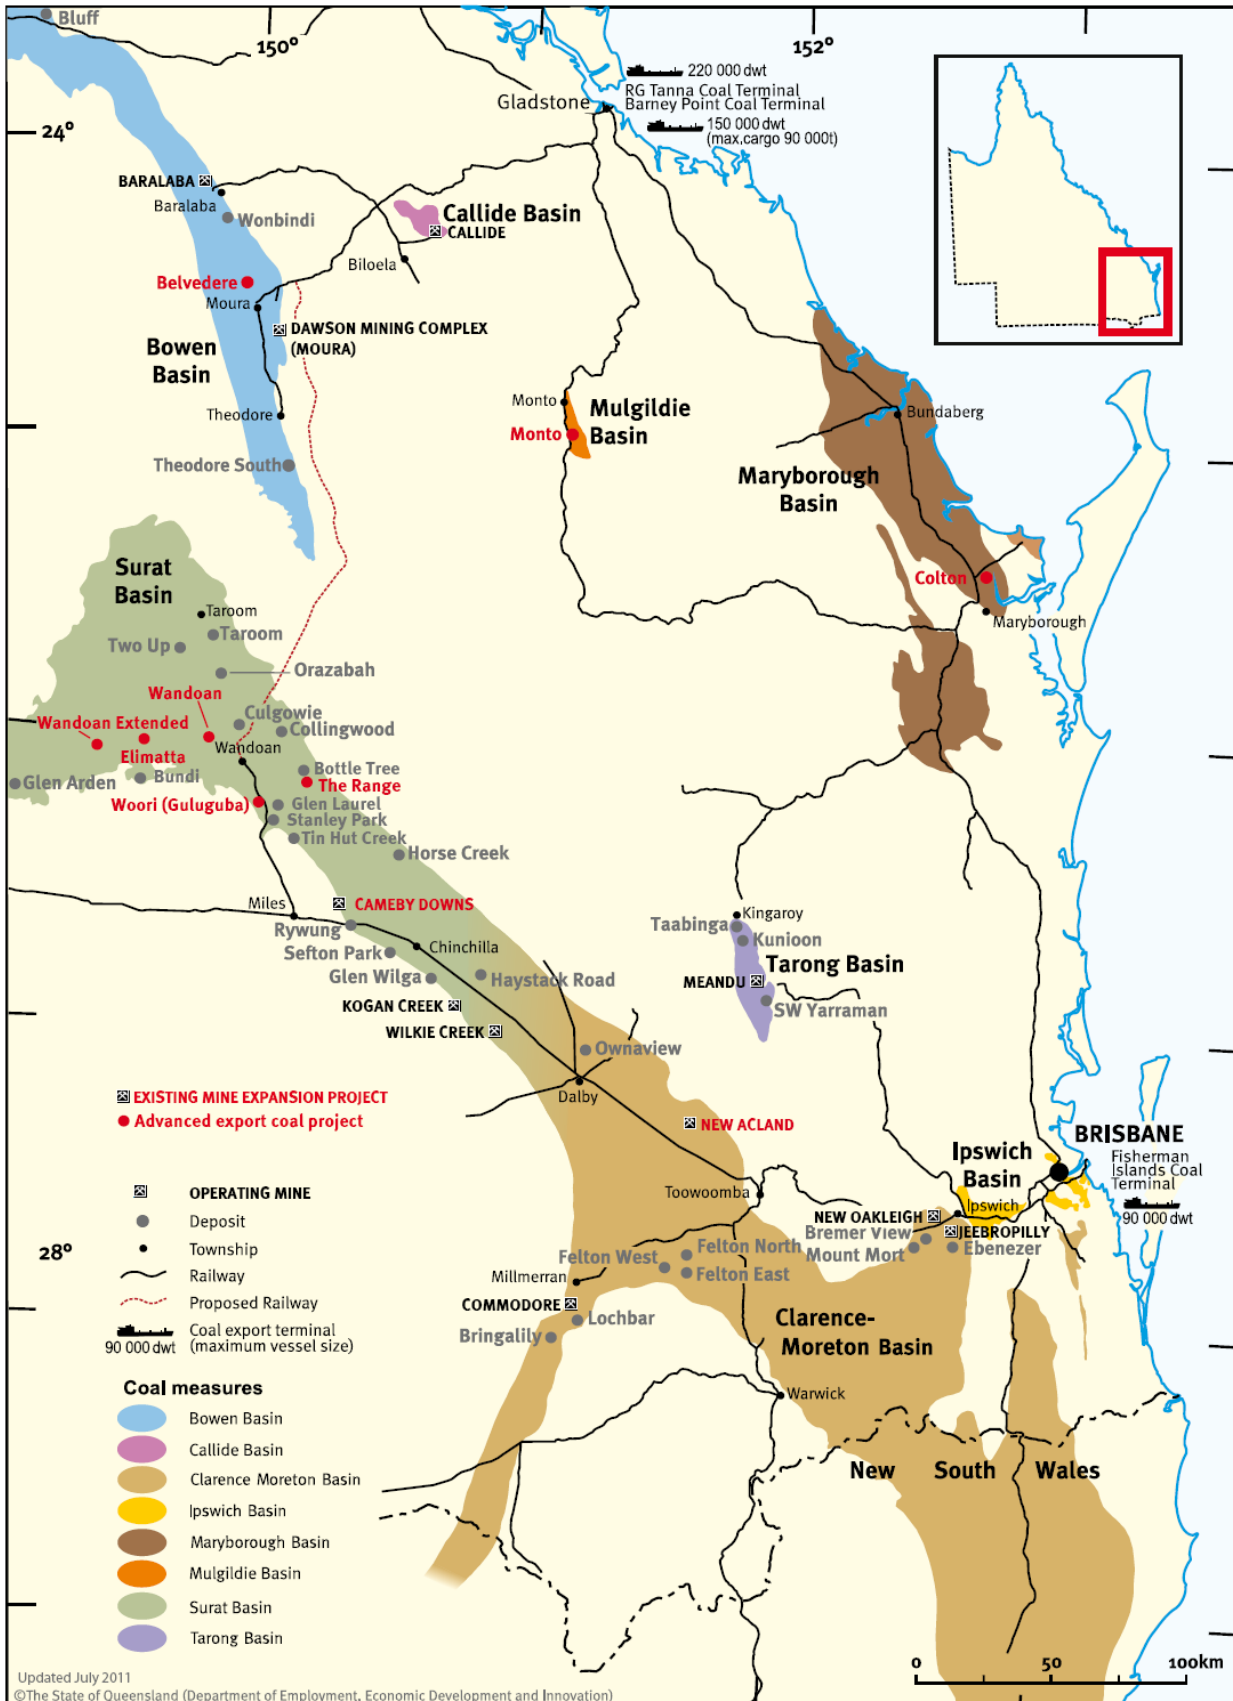 Bluff
150°
152°
220 000 dwt
RG Tanna Coal Terminal
Barney Point Coal Terminal
Gladstone
150 000 dwt
(max,cargo 90 000t)
24°
BARALABA
Baralaba
Wonbindi
Callide Basin
CALLIDE
Biloela
Belvedere
Moura
DAWSON MINING COMPLEX
(MOURA)
Bowen
Basin
Theodore
Monto
Mulgildie
Basin
Monto
Bundaberg
Theodore South
Maryborough
Basin
Surat
Basin
Colton
Taroom
Maryborough
Taroom
Two Up
Orazabah
Wandoan
Culgowie
Wandoan Extended
Collingwood
Elimatta
Wandoan
Bottle Tree
Bundi
Glen Arden
The Range
Woori (Guluguba)
Glen Laurel
Stanley Park
Tin Hut Creek
Horse Creek
CAMEBY DOWNS
Miles
Kingaroy
Rywung
Taabinga
Kunioon
Chinchilla
Sefton Park
Tarong Basin
Glen Wilga
Haystack Road
MEANDU
KOGAN CREEK
SW Yarraman
WILKIE CREEK
Ownaview
Dalby
EXISTING MINE EXPANSION PROJECT
Advanced export coal project
NEW ACLAND
BRISBANE
Fisherman
Islands Coal
Terminal
90 000 dwt
Ipswich
Basin
Ipswich
Toowoomba
NEW OAKLEIGH
JEEBROPILLY
Bremer View
Mount Mort
Ebenezer
OPERATING MINE
Deposit
Township
Railway
Proposed Railway
Coal export terminal
90 000 dwt (maximum vessel size)
28°
Felton West
Felton North
Felton East
Millmerran
COMMODORE
Lochbar
Bringalily
Clarence-
Moreton Basin
Warwick
New South Wales
Coal measures
Bowen Basin
Callide Basin
Clarence Moreton Basin
Ipswich Basin
Maryborough Basin
Mulgildie Basin
Surat Basin
Tarong Basin
0 50 100km
Updated July 2011
©The State of Queensland (Department of Employment, Economic Development and Innovation)